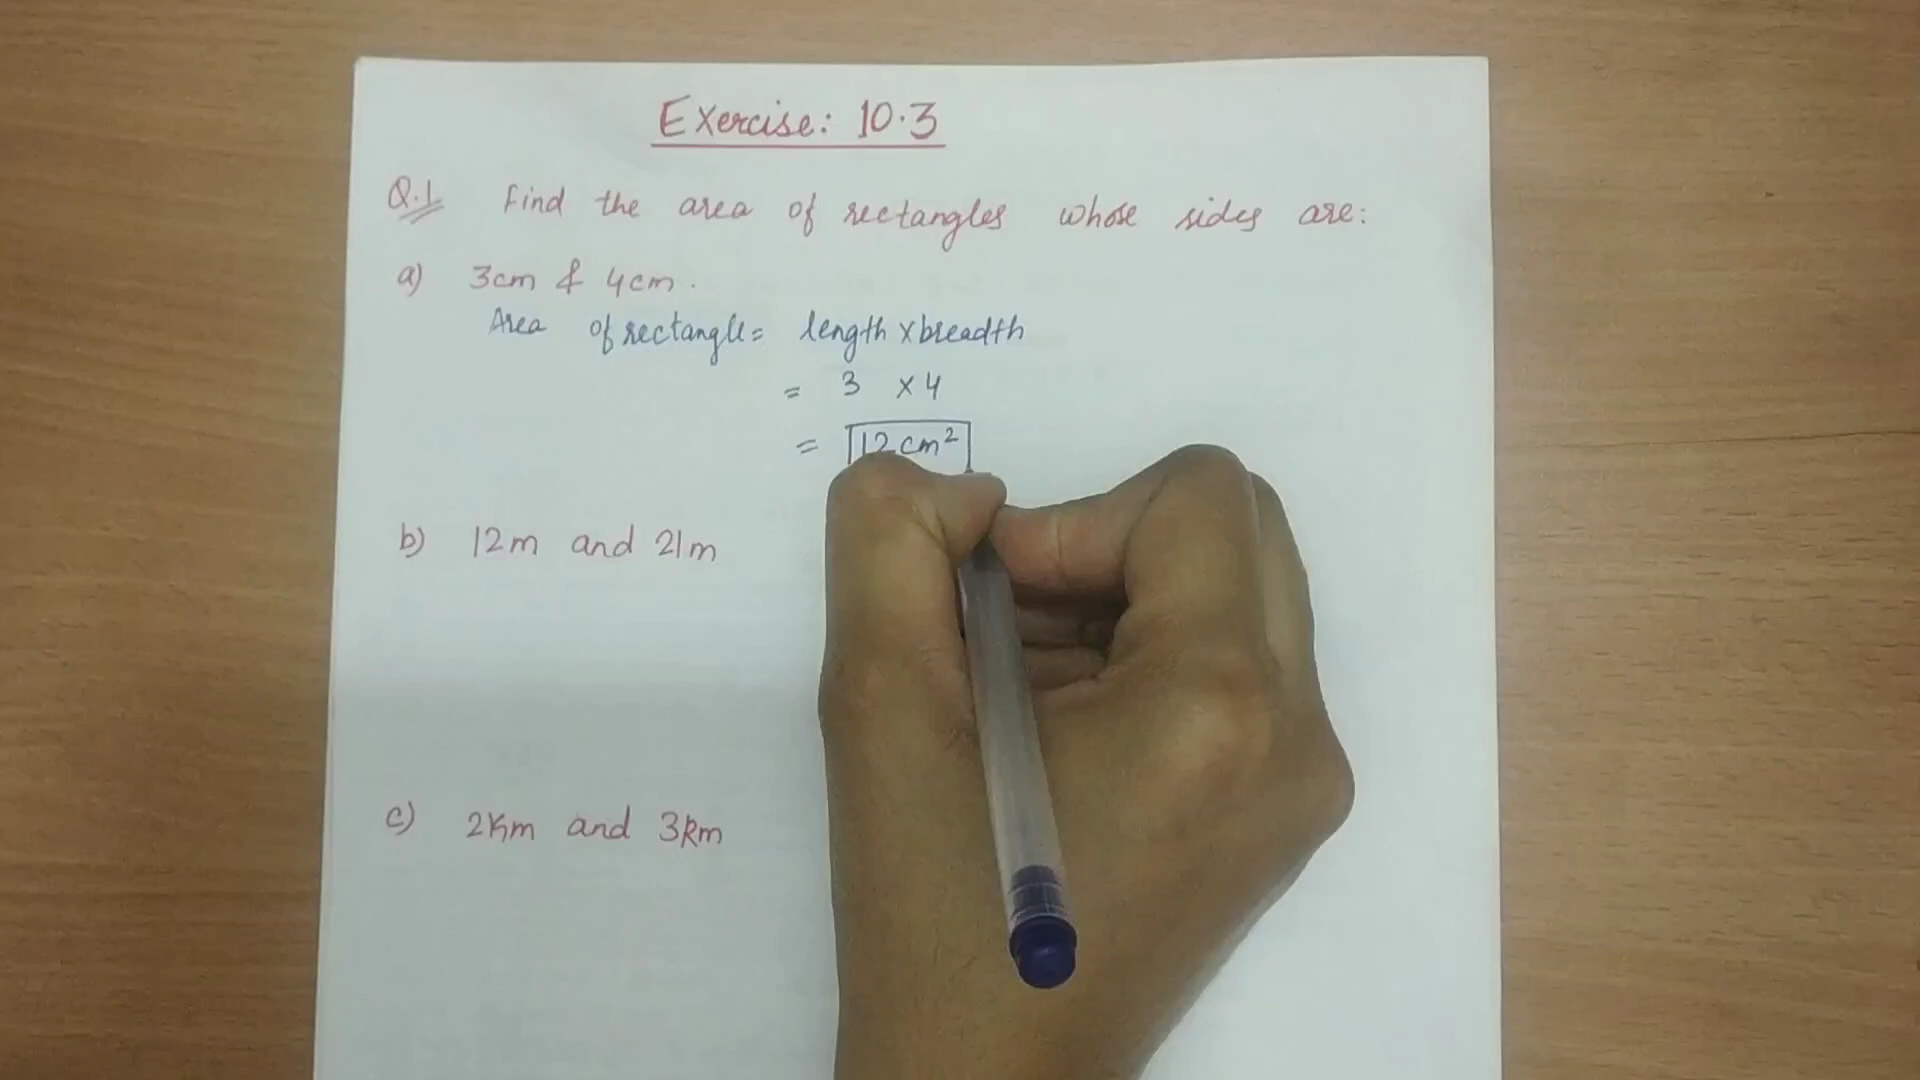 Exercise: 10.3
Q.1 Find the area of rectangles whose sides are:
a) 3cm & 4cm.
Area of rectangle = length × breadth
= 3 × 4
= 12 cm²
b) 12m and 21m
c) 2Km and 3km